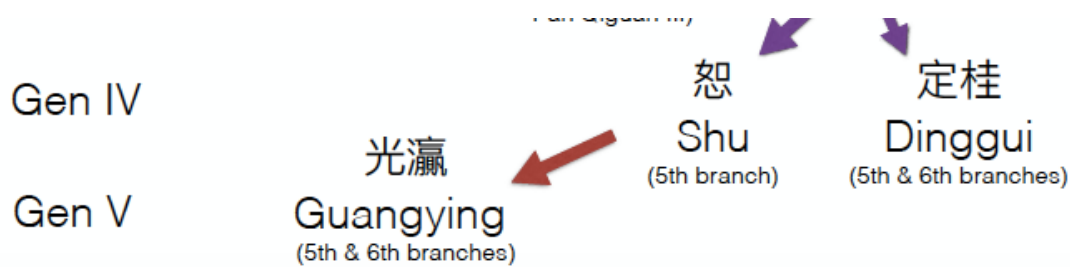 Gen IV
恕
Shu
(5th branch)
定桂
Dinggui
(5th & 6th branches)
Gen V
光瀛
Guangying
(5th & 6th branches)